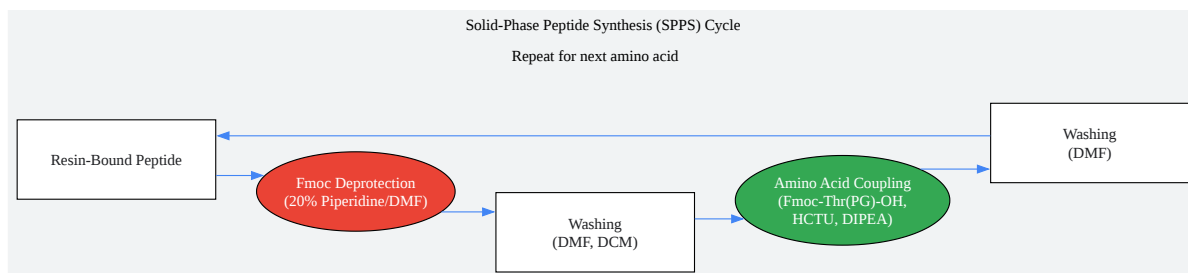 Solid-Phase Peptide Synthesis (SPPS) Cycle
Repeat for next amino acid
Resin-Bound Peptide
Fmoc Deprotection
(20% Piperidine/DMF)
Washing
(DMF, DCM)
Amino Acid Coupling
(Fmoc-Thr(PG)-OH,
HCTU, DIPEA)
Washing
(DMF)